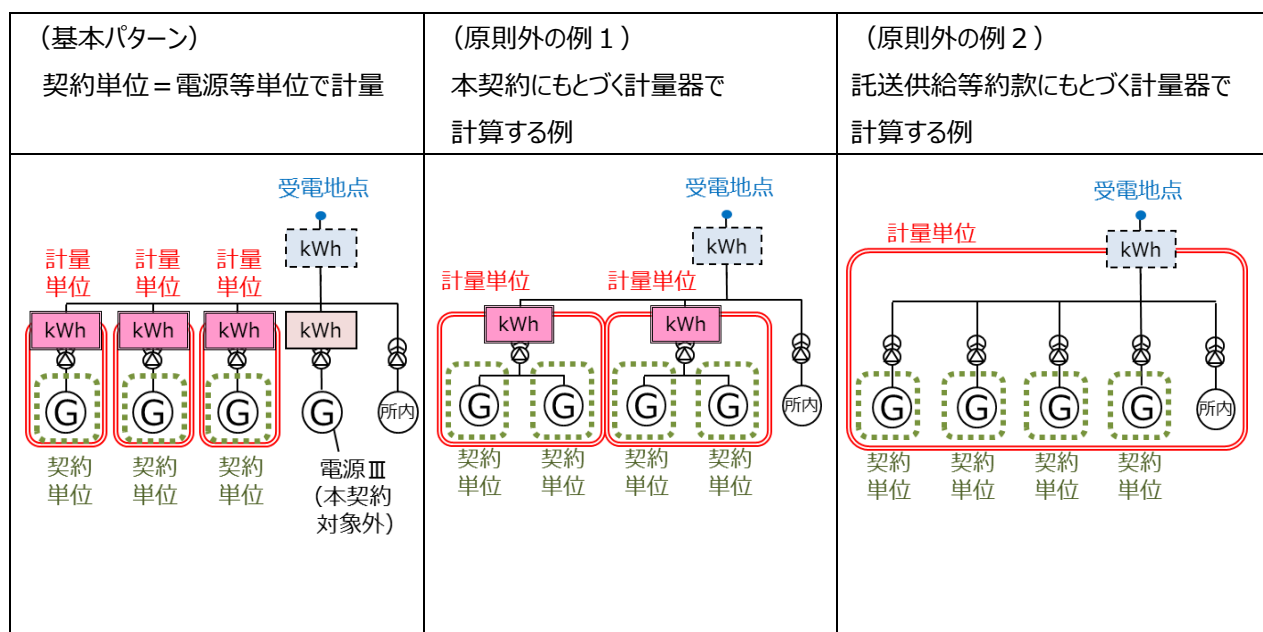 （基本パターン）
契約単位＝電源等単位で計量
受電地点
kWh
計量
単位
計量
単位
計量
単位
kWh
kWh
kWh
kWh
G
G
G
G
所内
契約
単位
契約
単位
契約
単位
電源Ⅲ
(本契約
対象外)
（原則外の例１）
本契約にもとづく計量器で
計算する例
受電地点
kWh
計量単位
計量単位
kWh
kWh
G
G
G
G
所内
契約
単位
契約
単位
契約
単位
契約
単位
（原則外の例２）
託送供給等約款にもとづく計量器で
計算する例
受電地点
計量単位
kWh
G
G
G
G
所内
契約
単位
契約
単位
契約
単位
契約
単位